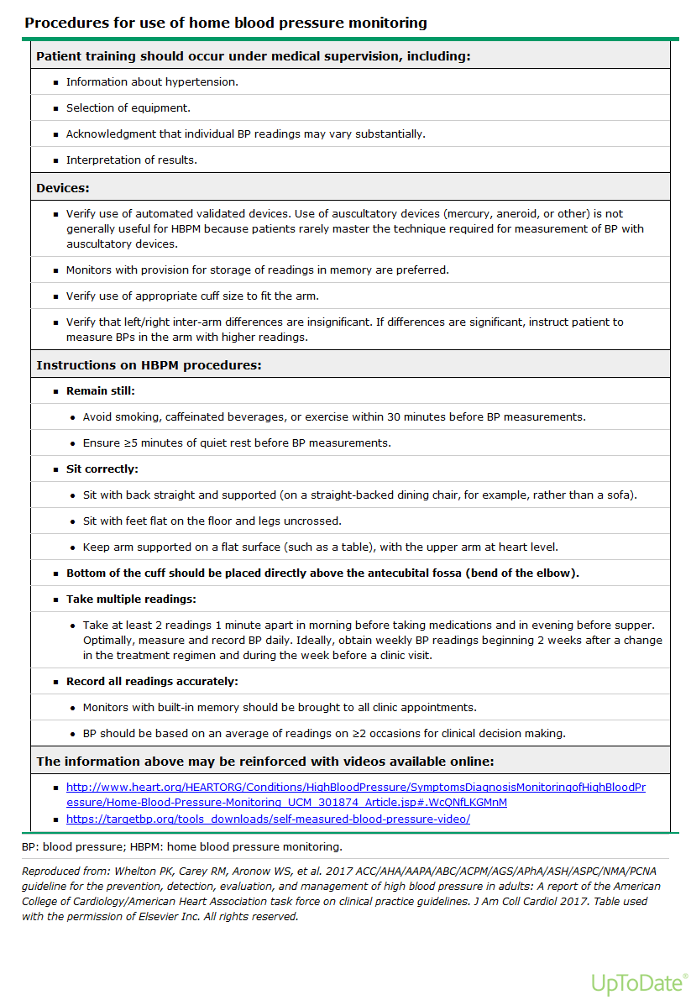 Procedures for use of home blood pressure monitoring
Patient training should occur under medical supervision, including:
■ Information about hypertension.
■ Selection of equipment.
■ Acknowledgment that individual BP readings may vary substantially.
■ Interpretation of results.
Devices:
■ Verify use of automated validated devices. Use of auscultatory devices (mercury, aneroid, or other) is not
generally useful for HBPM because patients rarely master the technique required for measurement of BP with
auscultatory devices.
■ Monitors with provision for storage of readings in memory are preferred.
■ Verify use of appropriate cuff size to fit the arm.
■ Verify that left/right inter-arm differences are insignificant. If differences are significant, instruct patient to
measure BPs in the arm with higher readings.
Instructions on HBPM procedures:
■ Remain still:
● Avoid smoking, caffeinated beverages, or exercise within 30 minutes before BP measurements.
● Ensure ≥5 minutes of quiet rest before BP measurements.
■ Sit correctly:
● Sit with back straight and supported (on a straight-backed dining chair, for example, rather than a sofa).
● Sit with feet flat on the floor and legs uncrossed.
● Keep arm supported on a flat surface (such as a table), with the upper arm at heart level.
■ Bottom of the cuff should be placed directly above the antecubital fossa (bend of the elbow).
■ Take multiple readings:
● Take at least 2 readings 1 minute apart in morning before taking medications and in evening before supper.
Optimally, measure and record BP daily. Ideally, obtain weekly BP readings beginning 2 weeks after a change
in the treatment regimen and during the week before a clinic visit.
■ Record all readings accurately:
● Monitors with built-in memory should be brought to all clinic appointments.
● BP should be based on an average of readings on ≥2 occasions for clinical decision making.
The information above may be reinforced with videos available online:
■ http://www.heart.org/HEARTORG/Conditions/HighBloodPressure/SymptomsDiagnosisMonitoringofHighBloodPr
essure/Home-Blood-Pressure-Monitoring_UCM_301874_Article.jsp#.WcQNfLKGMnM
■ https://targetbp.org/tools_downloads/self-measured-blood-pressure-video/
BP: blood pressure; HBPM: home blood pressure monitoring.
Reproduced from: Whelton PK, Carey RM, Aronow WS, et al. 2017 ACC/AHA/AAPA/ABC/ACPM/AGS/APhA/ASH/ASPC/NMA/PCNA
guideline for the prevention, detection, evaluation, and management of high blood pressure in adults: A report of the American
College of Cardiology/American Heart Association task force on clinical practice guidelines. J Am Coll Cardiol 2017. Table used
with the permission of Elsevier Inc. All rights reserved.
UpToDate®